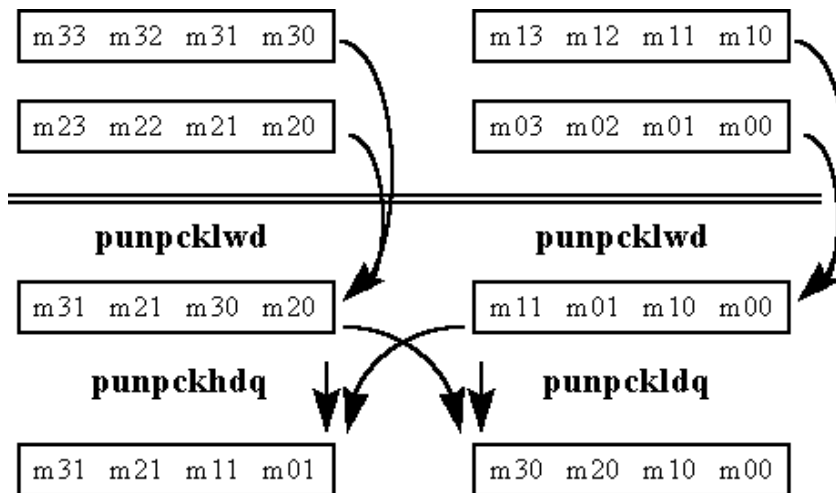 m33 m32 m31 m30 m13 m12 m11 m10
m23 m22 m21 m20 m03 m02 m01 m00
punpcklwd punpcklwd
m31 m21 m30 m20 m11 m01 m10 m00
punpckhdq punpckldq
m31 m21 m11 m01 m30 m20 m10 m00